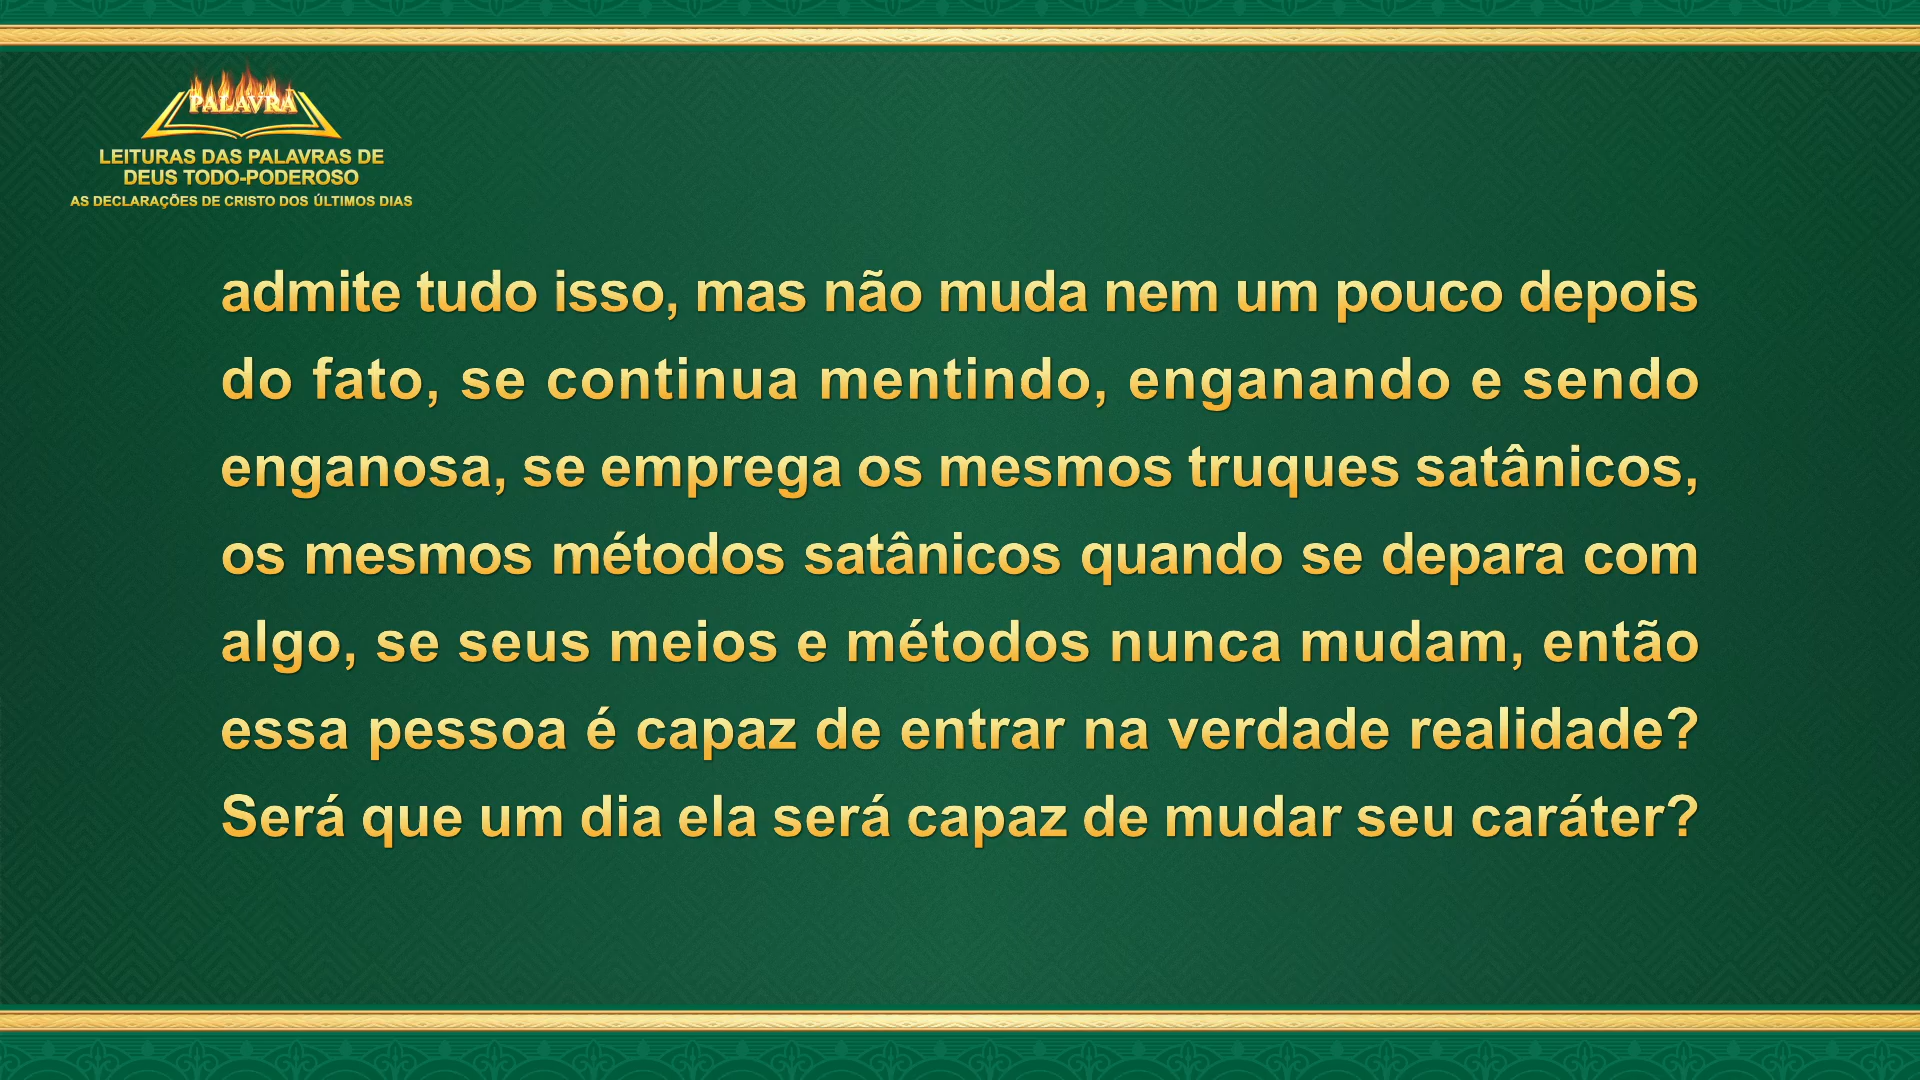 PALAVRA
LEITURAS DAS PALAVRAS DE
DEUS TODO-PODEROSO
AS DECLARAÇÕES DE CRISTO DOS ÚLTIMOS DIAS
admite tudo isso, mas não muda nem um pouco depois
do fato, se continua mentindo, enganando e sendo
enganosa, se emprega os mesmos truques satânicos,
os mesmos métodos satânicos quando se depara com
algo, se seus meios e métodos nunca mudam, então
essa pessoa é capaz de entrar na verdade realidade?
Será que um dia ela será capaz de mudar seu caráter?